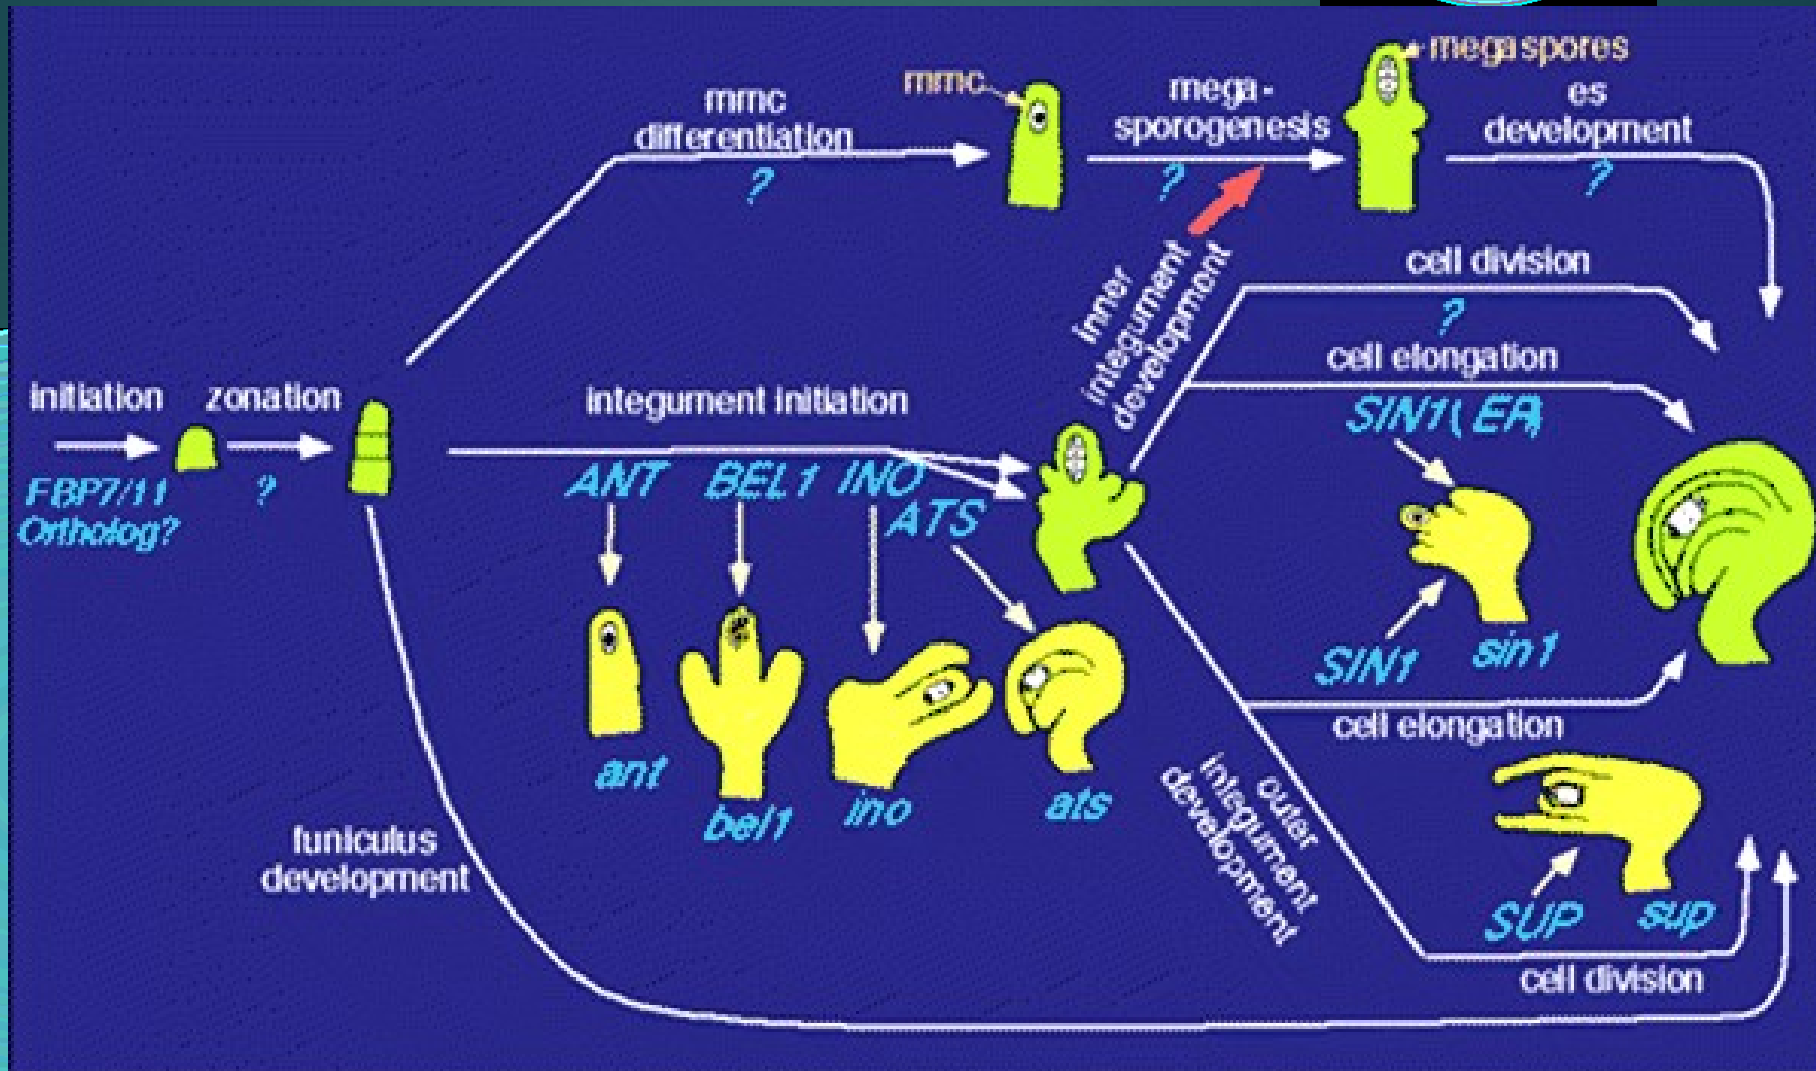 mmc
differentiation
?
mmc
mega-
sporogenesis
?
megaspores
es
development
?
initiation
FBP7/11
Ortholog?
zonation
?
integument initiation
ANT
BEL1
INO
ATS
ant
bel1
ino
ats
inner
integument
development
cell division
?
cell elongation
SIN1(ER)
SIN1
sin1
cell elongation
outer
integument
development
SUP
sup
cell division
funiculus
development